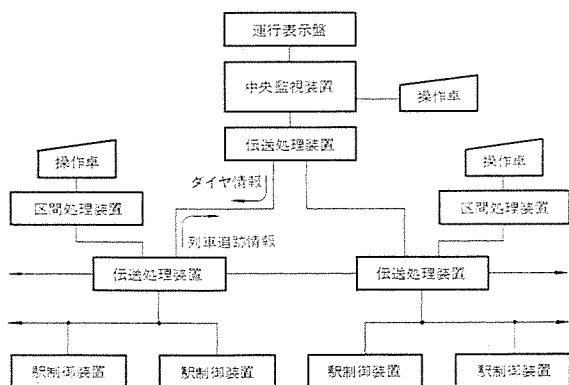 運行表示盤
中央監視装置
操作卓
伝送処理装置
操作卓
操作卓
ダイヤ情報
区間処理装置
区間処理装置
列車追跡情報
伝送処理装置
伝送処理装置
駅制御装置
駅制御装置
駅制御装置
駅制御装置